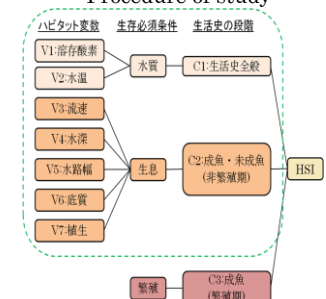 Procedure of study
ハビタット変数 生存必須条件 生活史の段階
V1:溶存酸素
V2:水温
水質
C1:生活史全般
V3:流速
V4:水深
V5:水路幅
V6:底質
V7:植生
生息
C2:成魚・未成魚
(非繁殖期)
HSI
繁殖
C3:成魚
(繁殖期)